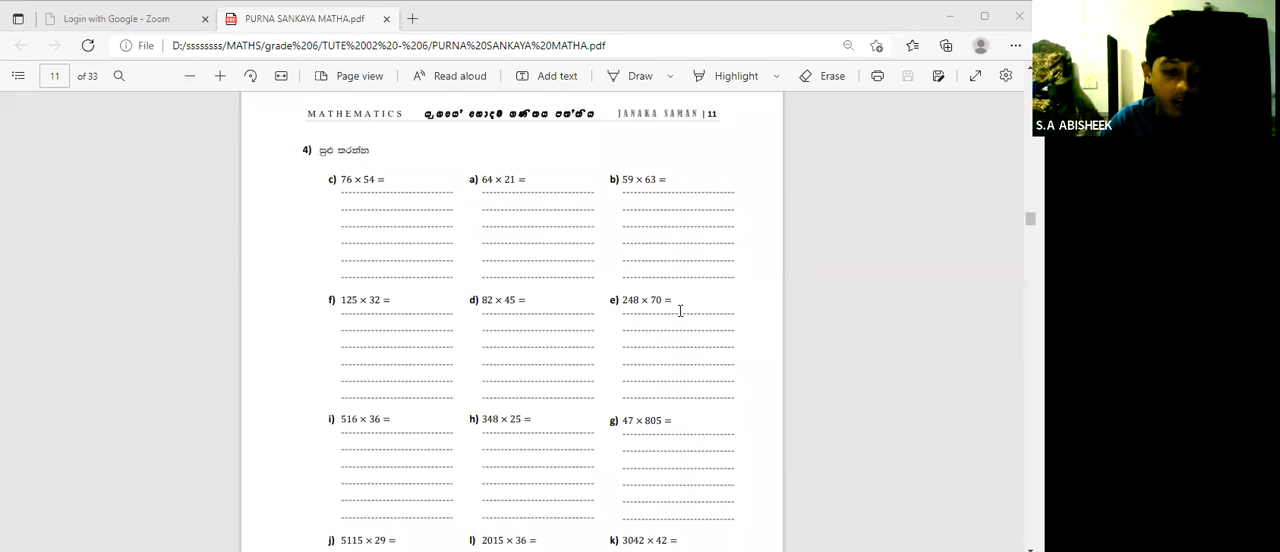 Login with Google - Zoom
PURNA SANKAYA MATHA.pdf
File
D:/ssssssss/MATHS/grade%206/TUTE%2002%20-%206/PURNA%20SANKAYA%20MATHA.pdf
11 of 33
Page view
Read aloud
Add text
Draw
Highlight
Erase
S.A ABISHEEK
MATHEMATICS
JANAKA SAMAN | 11
4) සුළු කරන්න
c) 76 × 54 = a) 64 × 21 = b) 59 × 63 =
f) 125 × 32 = d) 82 × 45 = e) 248 × 70 =
i) 516 × 36 = h) 348 × 25 = g) 47 × 805 =
j) 5115 × 29 = l) 2015 × 36 = k) 3042 × 42 =